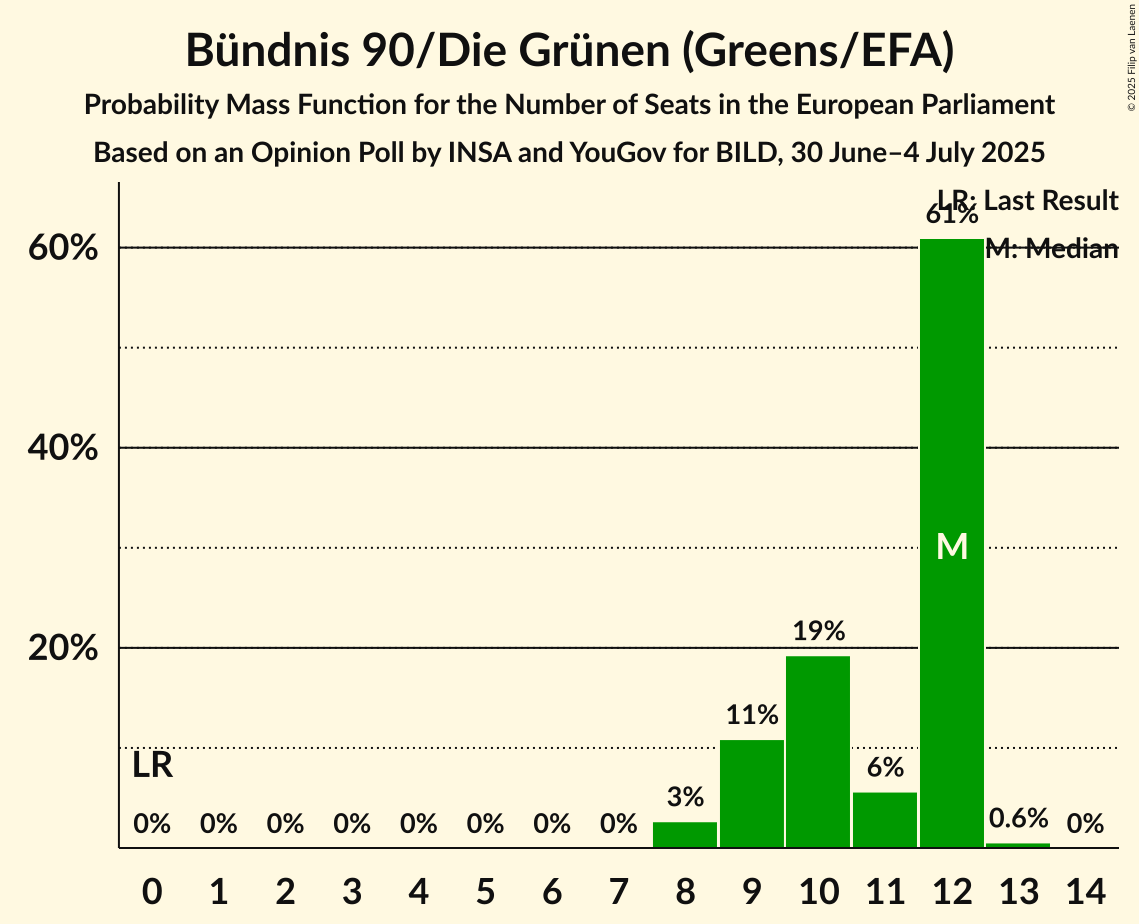 Bündnis 90/Die Grünen (Greens/EFA)
Probability Mass Function for the Number of Seats in the European Parliament
Based on an Opinion Poll by INSA and YouGov for BILD, 30 June–4 July 2025
© 2025 Filip van Laenen
LR: Last Result
M: Median
60%
40%
20%
61%
M
19%
11%
6%
3%
0.6%
LR
0% 0% 0% 0% 0% 0% 0% 0% 0%
0 1 2 3 4 5 6 7 8 9 10 11 12 13 14